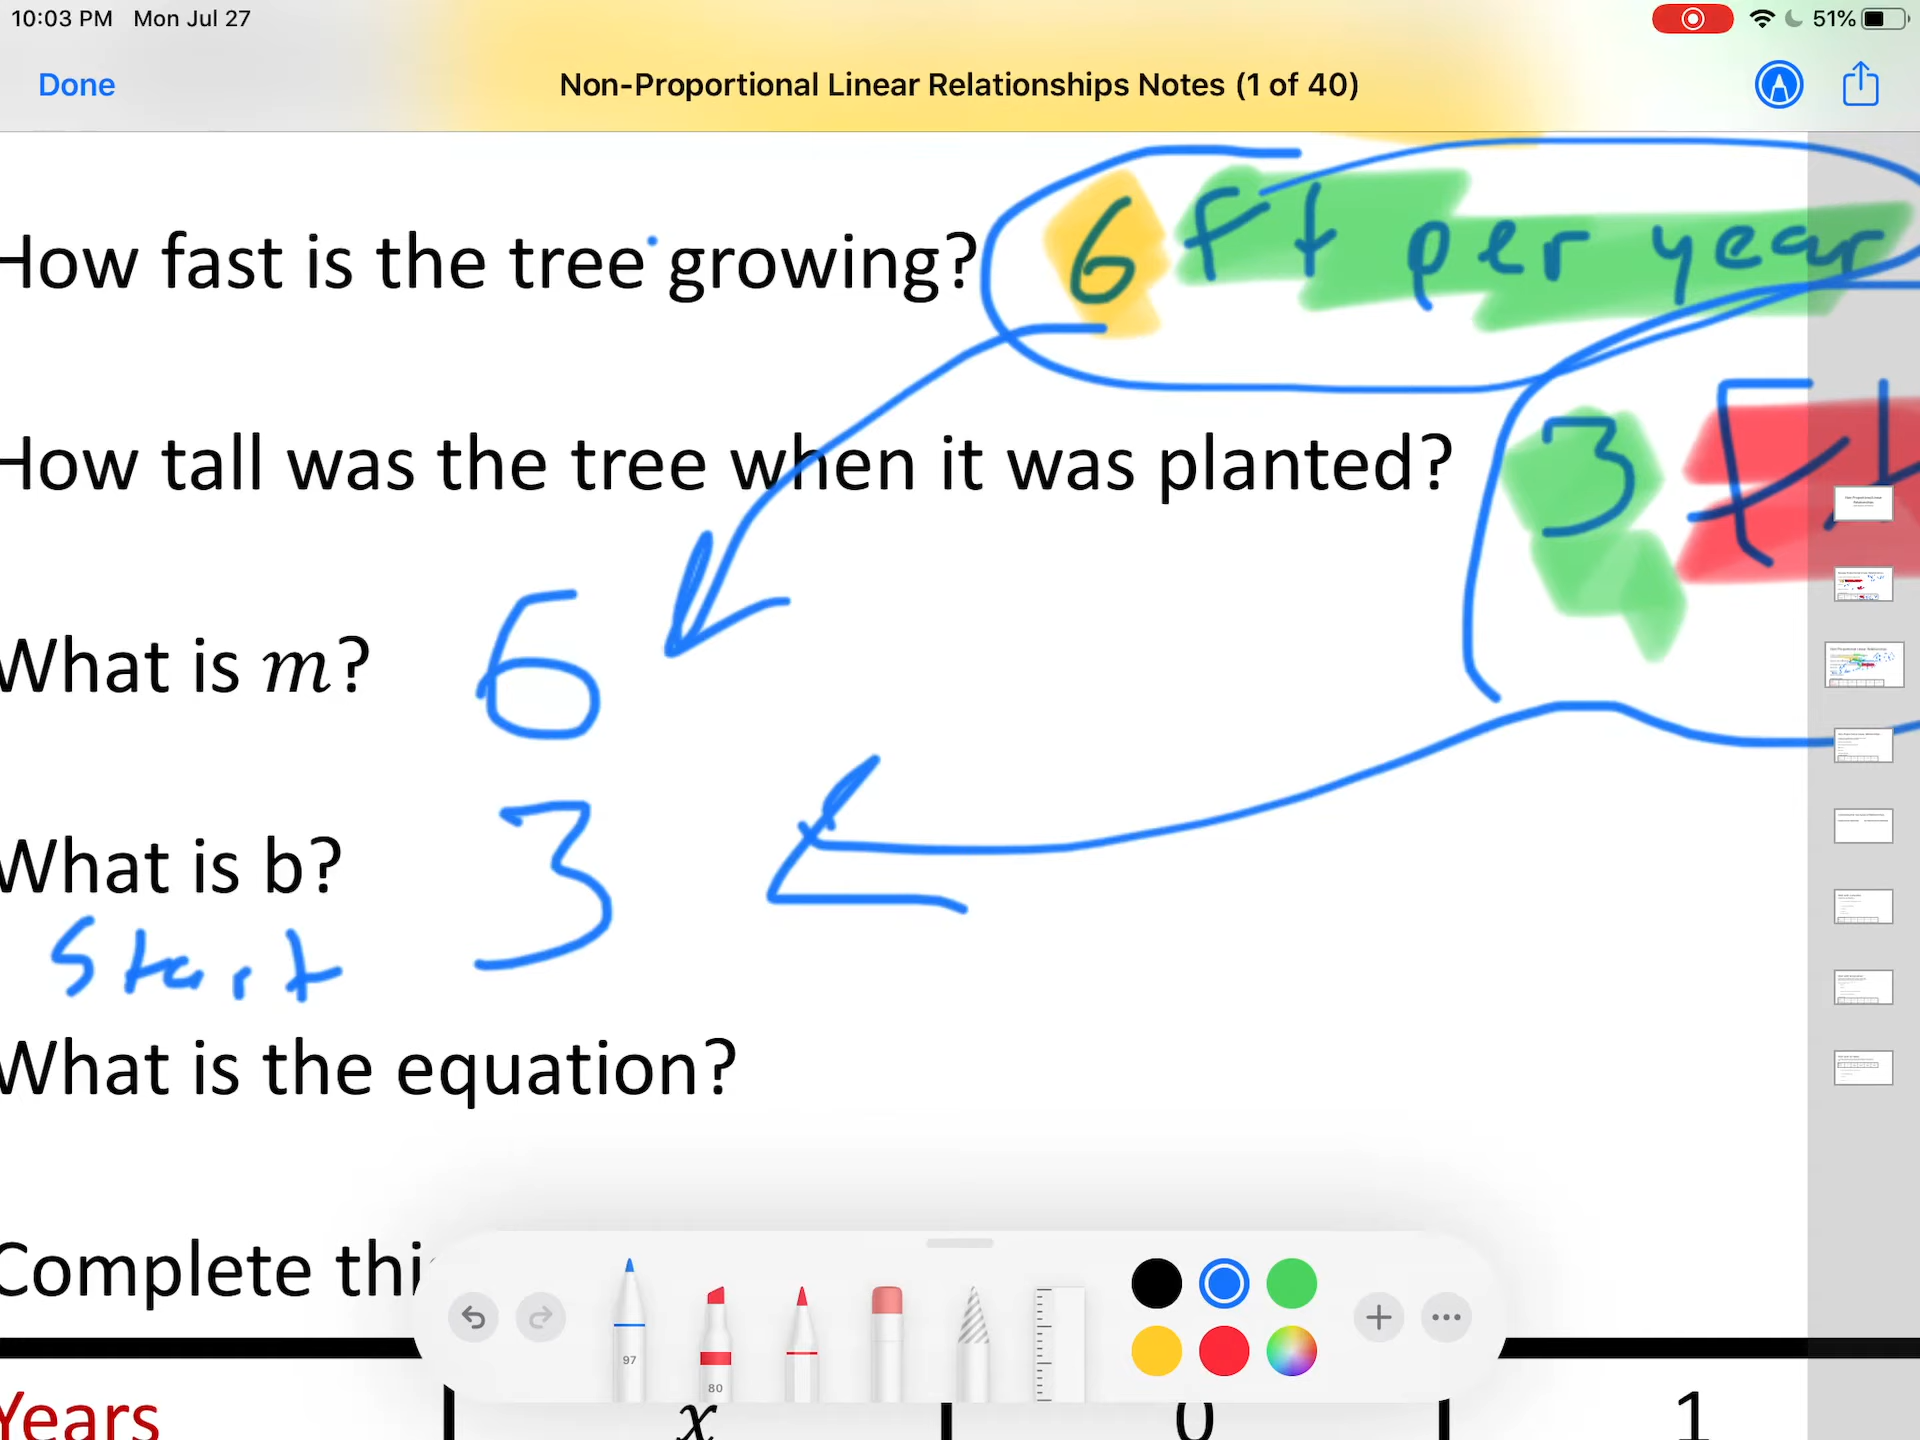 10:03 PM Mon Jul 27
51%
Done
Non-Proportional Linear Relationships Notes (1 of 40)
How fast is the tree growing? 6 ft per year
How tall was the tree when it was planted? 3 ft
What is m? 6
What is b? 3
Start
What is the equation?
Complete thi
97
80
Years x 0 1